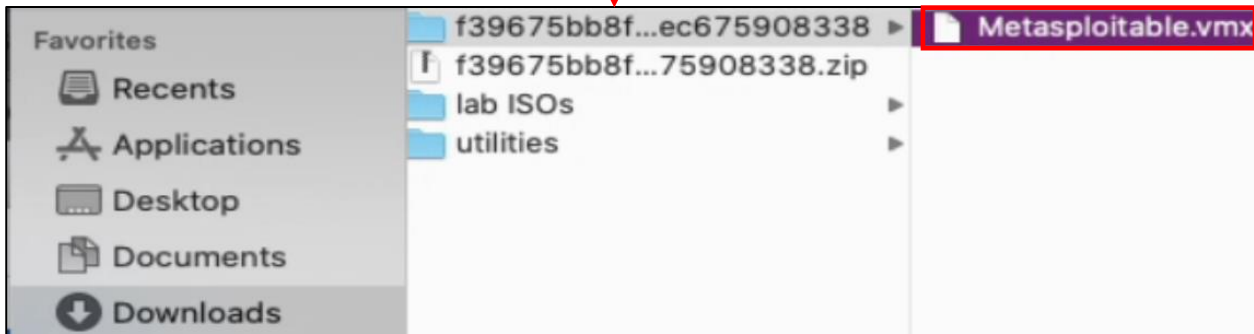 Favorites
Recents
Applications
Desktop
Documents
Downloads
f39675bb8f...ec675908338
f39675bb8f...75908338.zip
lab ISOs
utilities
Metasploitable.vmx